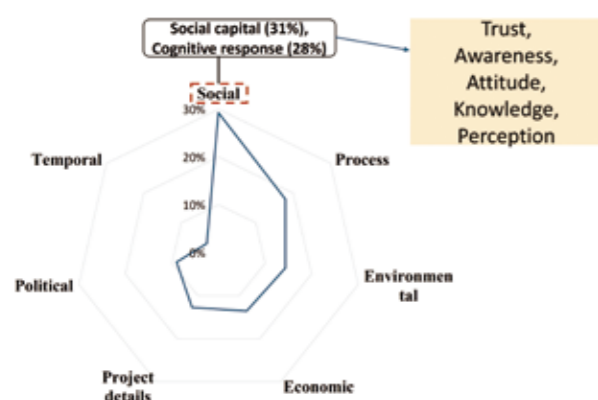 Social capital (31%),
Cognitive response (28%)
Trust,
Awareness,
Attitude,
Knowledge,
Perception
Social
30%
Temporal
Process
20%
10%
0%
Political
Environmen
tal
Project
details
Economic